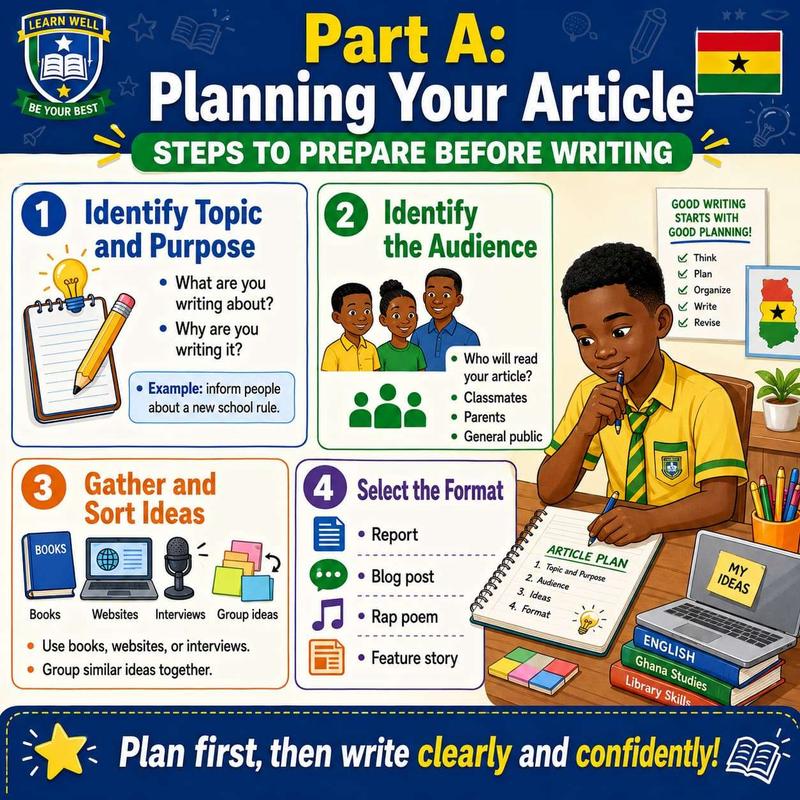 LEARN WELL
BE YOUR BEST
Part A:
Planning Your Article
STEPS TO PREPARE BEFORE WRITING
1
Identify Topic
and Purpose
• What are you
writing about?
• Why are you
writing it?
• Example: inform people
about a new school rule.
2
Identify
the Audience
• Who will read
your article?
• Classmates
• Parents
• General public
GOOD WRITING
STARTS WITH
GOOD PLANNING!
✓ Think
✓ Plan
✓ Organize
✓ Write
✓ Revise
3
Gather and
Sort Ideas
BOOKS
Books
Websites
Interviews
Group ideas
• Use books, websites, or interviews.
• Group similar ideas together.
4
Select the Format
• Report
• Blog post
• Rap poem
• Feature story
ARTICLE PLAN
1. Topic and Purpose
2. Audience
3. Ideas
4. Format
MY
IDEAS
ENGLISH
Ghana Studies
Library Skills
Plan first, then write clearly and confidently!